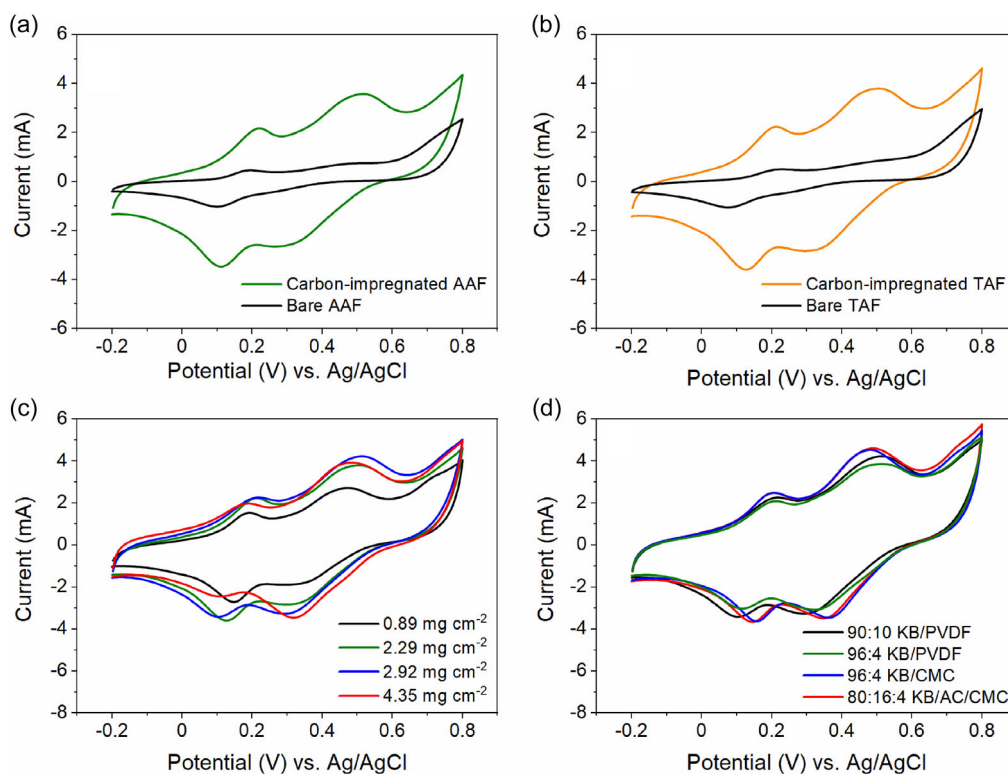 (a)
6
4
2
0
-2
-4
-6
Current (mA)
Carbon-impregnated AAF
Bare AAF
-0.2 0 0.2 0.4 0.6 0.8
Potential (V) vs. Ag/AgCl
(b)
6
4
2
0
-2
-4
-6
Current (mA)
Carbon-impregnated TAF
Bare TAF
-0.2 0 0.2 0.4 0.6 0.8
Potential (V) vs. Ag/AgCl
(c)
6
4
2
0
-2
-4
-6
-8
Current (mA)
0.89 mg cm⁻²
2.29 mg cm⁻²
2.92 mg cm⁻²
4.35 mg cm⁻²
-0.2 0 0.2 0.4 0.6 0.8
Potential (V) vs. Ag/AgCl
(d)
6
4
2
0
-2
-4
-6
-8
Current (mA)
90:10 KB/PVDF
96:4 KB/PVDF
96:4 KB/CMC
80:16:4 KB/AC/CMC
-0.2 0 0.2 0.4 0.6 0.8
Potential (V) vs. Ag/AgCl